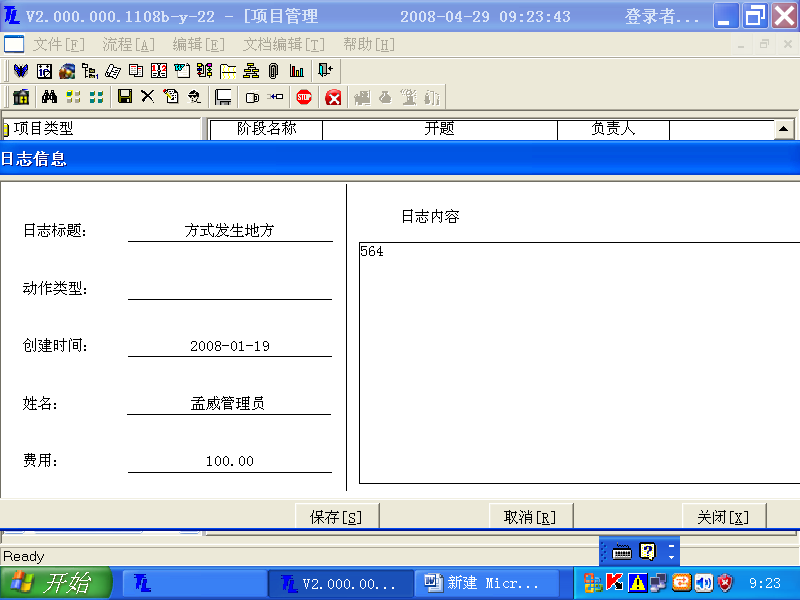 V2.000.000.1108b-y-22 - [项目管理 2008-04-29 09:23:43 登录者...
文件[F] 流程[A] 编辑[E] 文档编辑[T] 帮助[H]
STOP
项目类型 阶段名称 开题 负责人
日志信息
日志标题: 方式发生地方
日志内容
564
动作类型:
创建时间: 2008-01-19
姓名: 孟威管理员
费用: 100.00
保存[S] 取消[R] 关闭[X]
Ready
开始 V2.000.00... 新建 Micr... 9:23